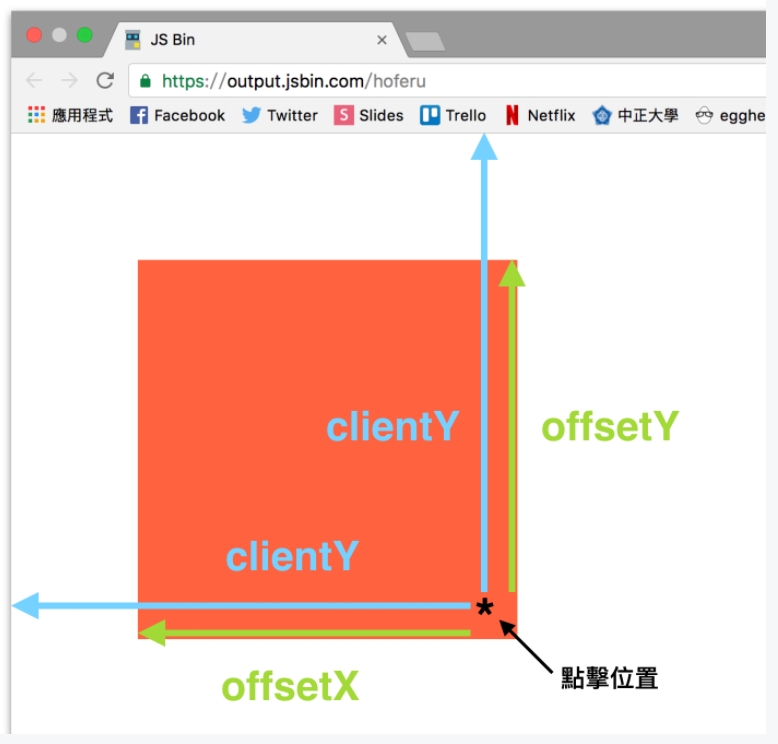 JS Bin ×
https://output.jsbin.com/hoferu
應用程式 Facebook Twitter S Slides Trello N Netflix 中正大學 egghe
clientY offsetY
clientY
*
offsetX 點擊位置